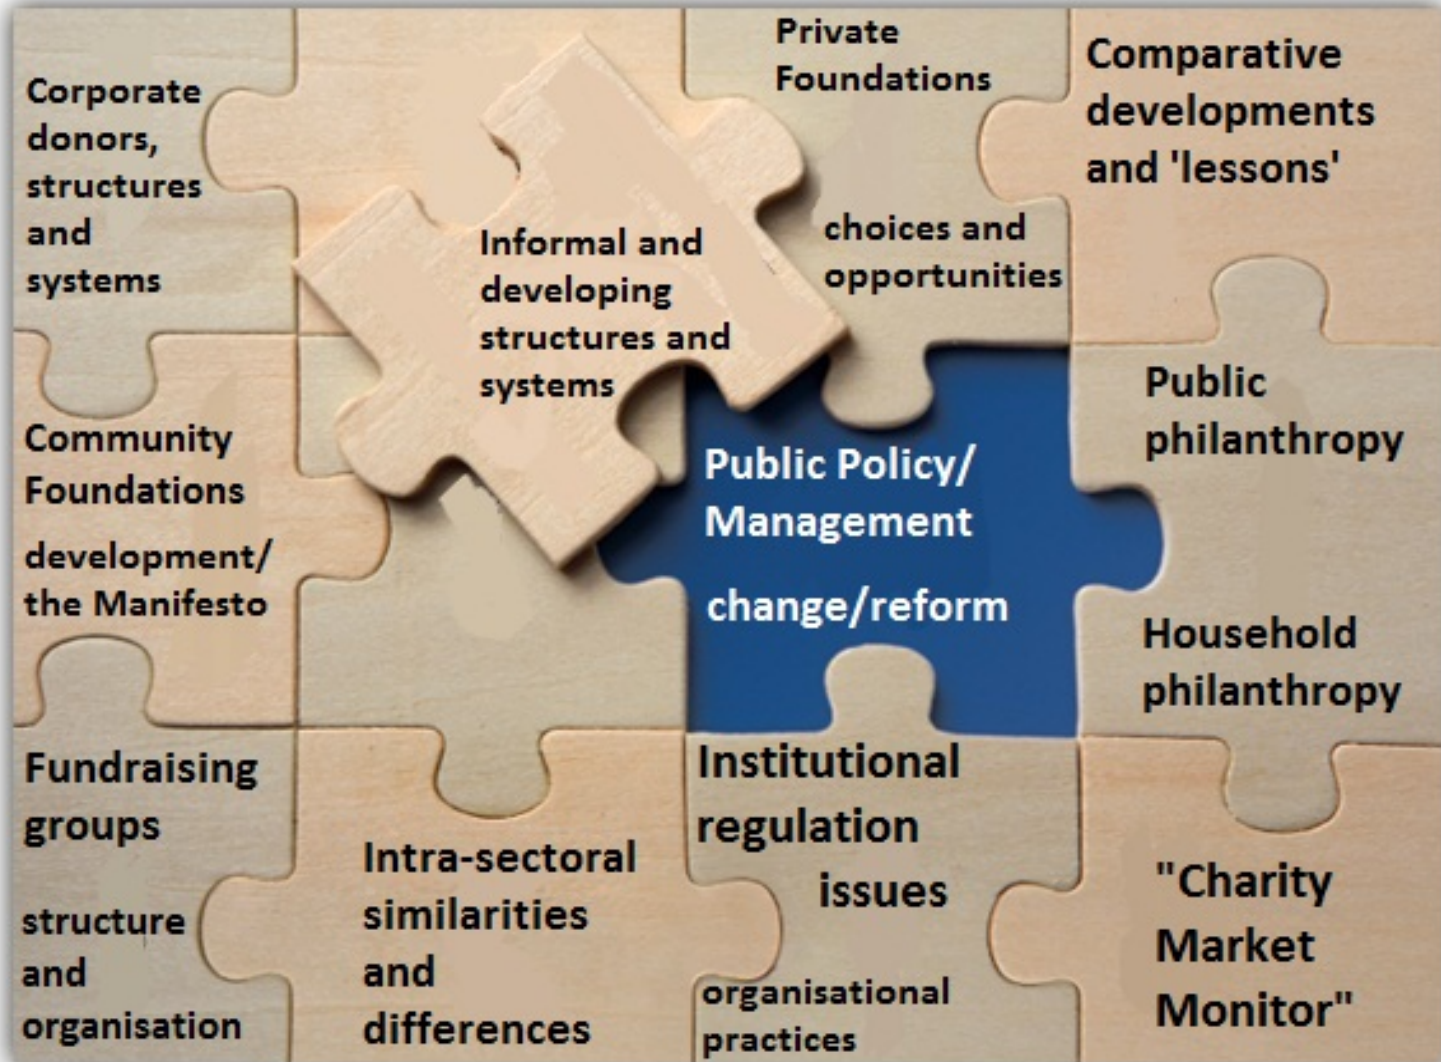 Corporate
donors,
structures
and
systems
Informal and
developing
structures and
systems
Private
Foundations
choices and
opportunities
Comparative
developments
and 'lessons'
Community
Foundations
development/
the Manifesto
Public Policy/
Management
change/reform
Public
philanthropy
Household
philanthropy
Fundraising
groups
structure
and
organisation
Intra-sectoral
similarities
and
differences
Institutional
regulation
issues
organisational
practices
"Charity
Market
Monitor"